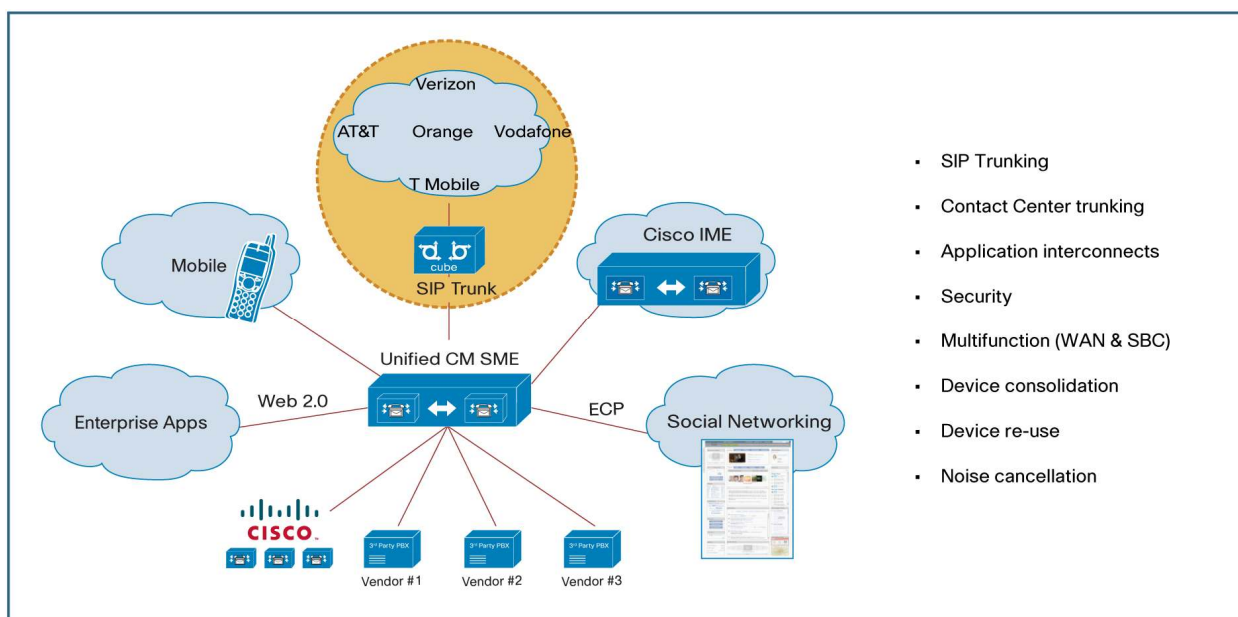 Verizon
AT&T Orange Vodafone
T Mobile
cube
SIP Trunk
Mobile
Cisco IME
Unified CM SME
Enterprise Apps
Web 2.0
ECP
Social Networking
CISCO™
3rd Party PBX
Vendor #1
3rd Party PBX
Vendor #2
3rd Party PBX
Vendor #3
▪ SIP Trunking
▪ Contact Center trunking
▪ Application interconnects
▪ Security
▪ Multifunction (WAN & SBC)
▪ Device consolidation
▪ Device re-use
▪ Noise cancellation